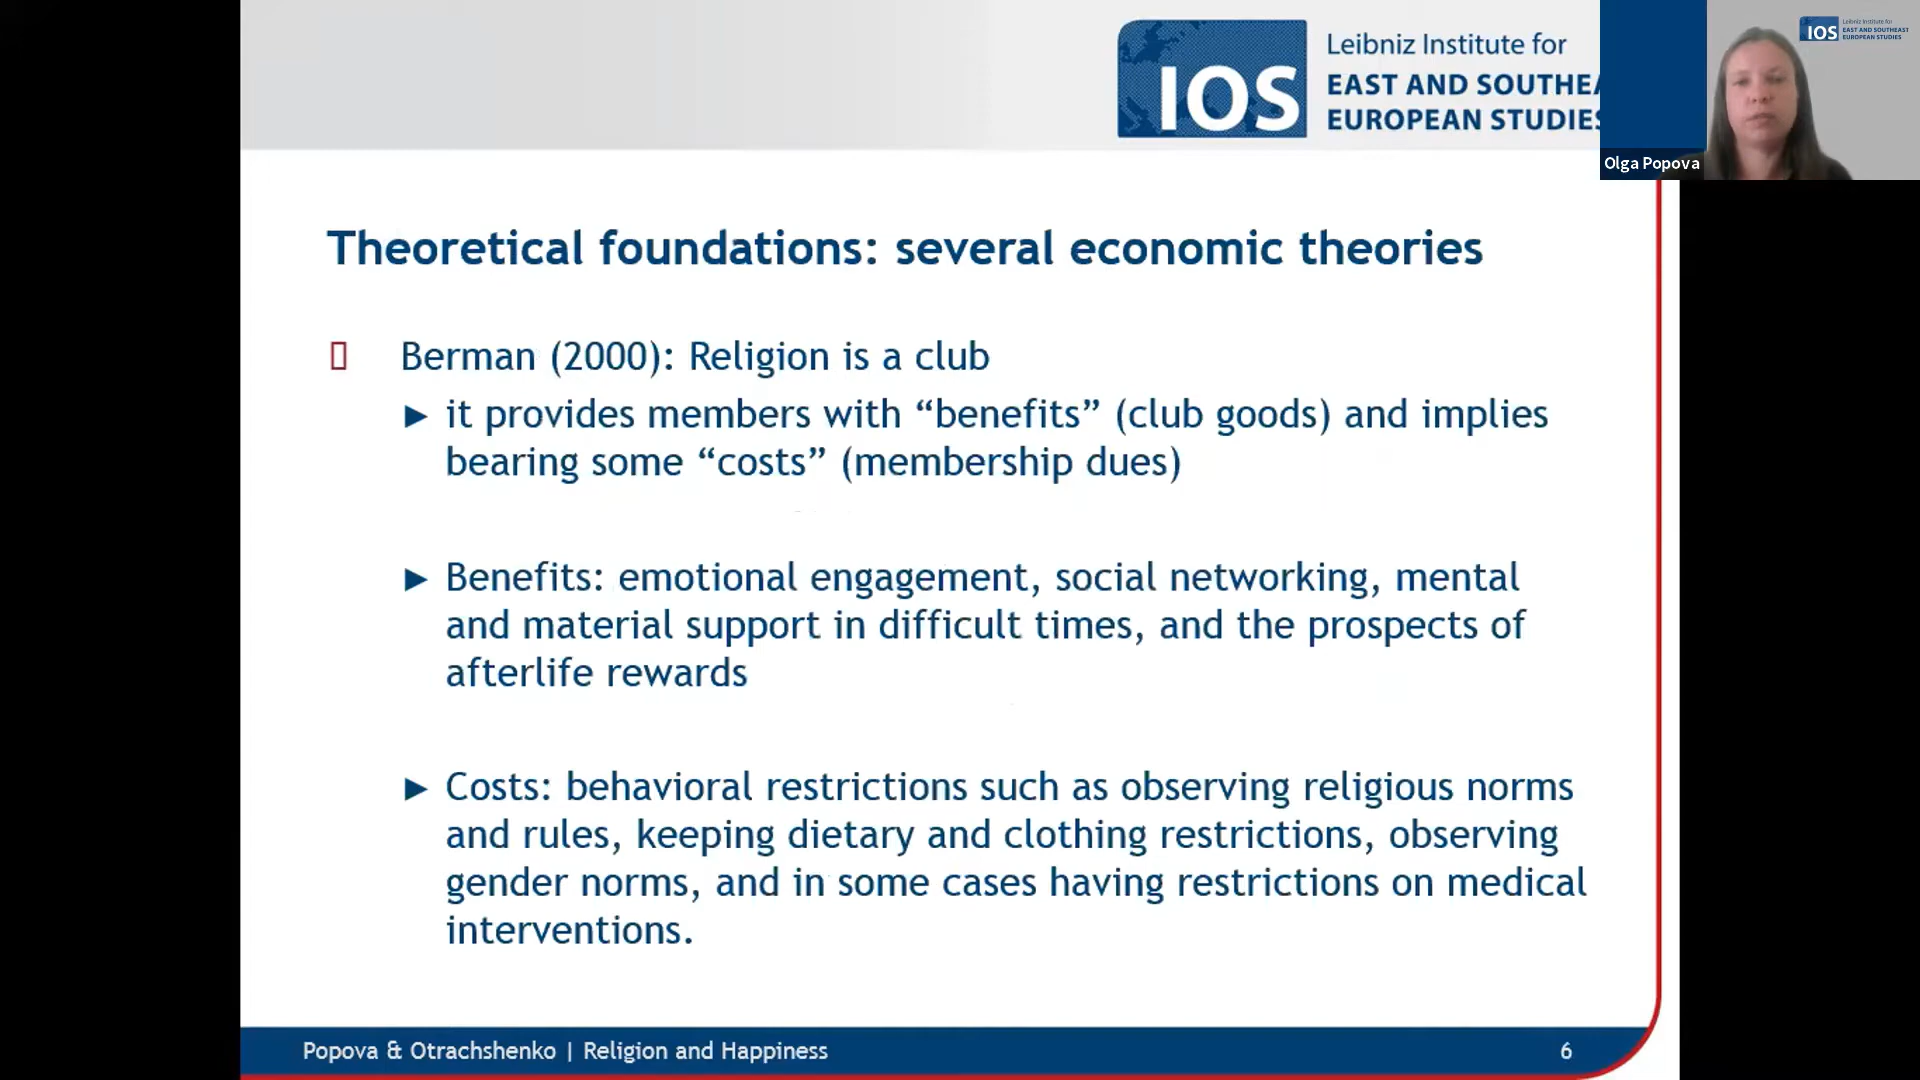 IOS
Leibniz Institute for
EAST AND SOUTHEA
EUROPEAN STUDIES
IOS
Leibniz Institute for
EAST AND SOUTHEAST
EUROPEAN STUDIES
Olga Popova
Theoretical foundations: several economic theories
Berman (2000): Religion is a club
► it provides members with “benefits” (club goods) and implies
bearing some “costs” (membership dues)
► Benefits: emotional engagement, social networking, mental
and material support in difficult times, and the prospects of
afterlife rewards
► Costs: behavioral restrictions such as observing religious norms
and rules, keeping dietary and clothing restrictions, observing
gender norms, and in some cases having restrictions on medical
interventions.
Popova & Otrachshenko | Religion and Happiness
6